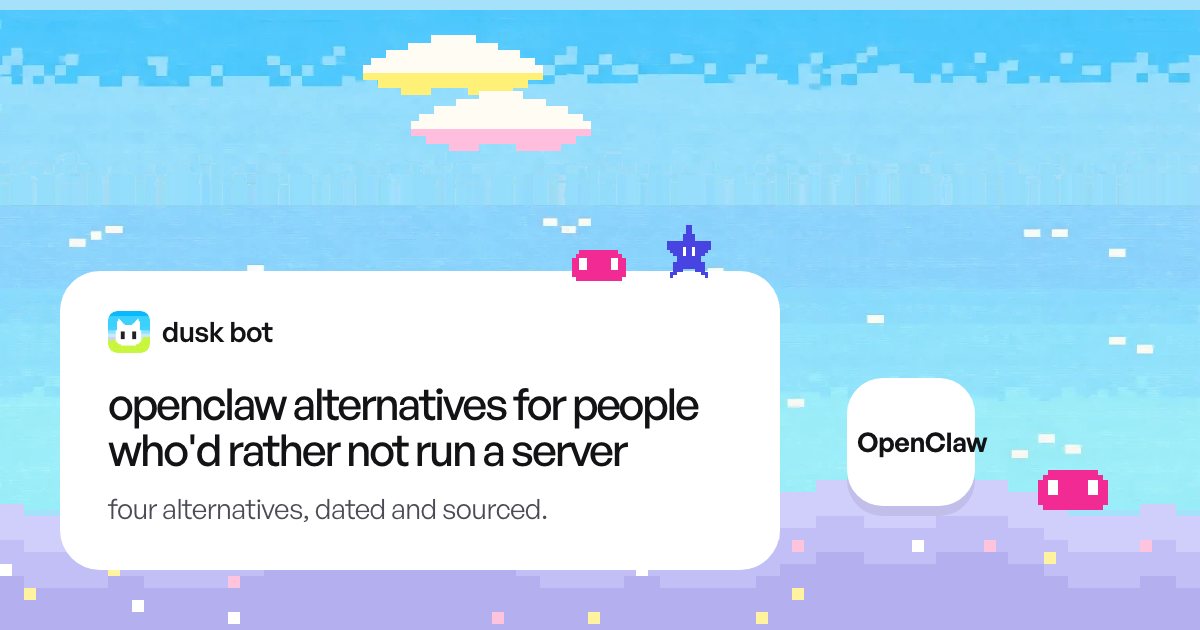 dusk bot
openclaw alternatives for people
who'd rather not run a server
four alternatives, dated and sourced.
OpenClaw